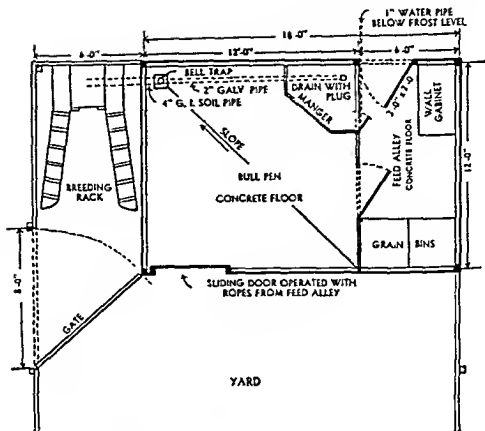 1" WATER PIPE
BELOW FROST LEVEL
18'-0"
6'-0"
12'-0"
6'-0"
BELL TRAP
2" GALV PIPE
4" G. I. SOIL PIPE
DRAIN WITH
PLUG
MANGER
3'-0" x 7'-0"
WALL
CABINET
SLOPE
FEED ALLEY
CONCRETE FLOOR
12'-0"
BREEDING
RACK
BULL PEN
CONCRETE FLOOR
GRAIN
BINS
8'-0"
SLIDING DOOR OPERATED WITH
ROPES FROM FEED ALLEY
GATE
YARD